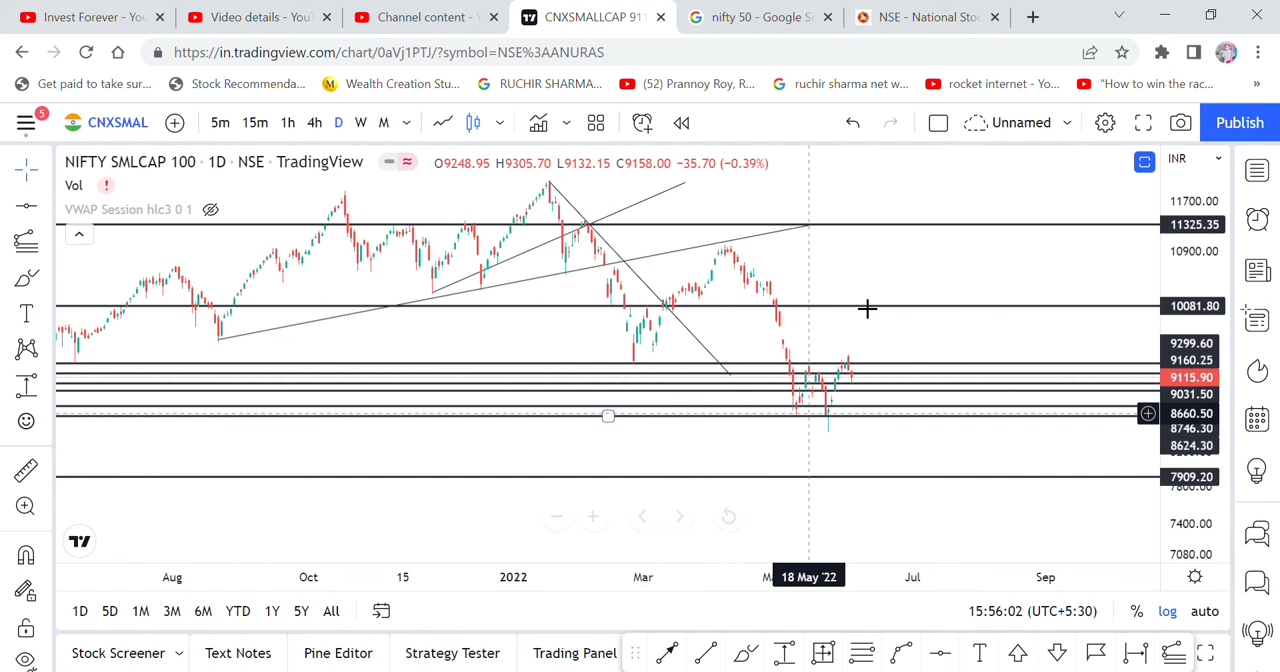 Invest Forever - You
Video details - YouT
Channel content - Y
CNXSMALLCAP 911
nifty 50 - Google Se
NSE - National Stoc
https://in.tradingview.com/chart/0aVj1PTJ/?symbol=NSE%3AANURAS
Get paid to take sur...
Stock Recommenda...
M Wealth Creation Stu...
RUCHIR SHARMA...
(52) Prannoy Roy, R...
ruchir sharma net w...
rocket internet - Yo...
"How to win the rac...
»
5
CNXSMAL
5m 15m 1h 4h D W M
Unnamed
Publish
NIFTY SMLCAP 100 · 1D · NSE · TradingView
O9248.95 H9305.70 L9132.15 C9158.00 −35.70 (−0.39%)
INR
Vol !
VWAP Session hlc3 0 1
11700.00
11325.35
10900.00
10081.80
9299.60
9160.25
9115.90
9031.50
8660.50
8746.30
8624.30
7909.20
7800.00
7400.00
7080.00
Aug Oct 15 2022 Mar 18 May '22 Jul Sep
1D 5D 1M 3M 6M YTD 1Y 5Y All
15:56:02 (UTC+5:30) % log auto
Stock Screener Text Notes Pine Editor Strategy Tester Trading Panel